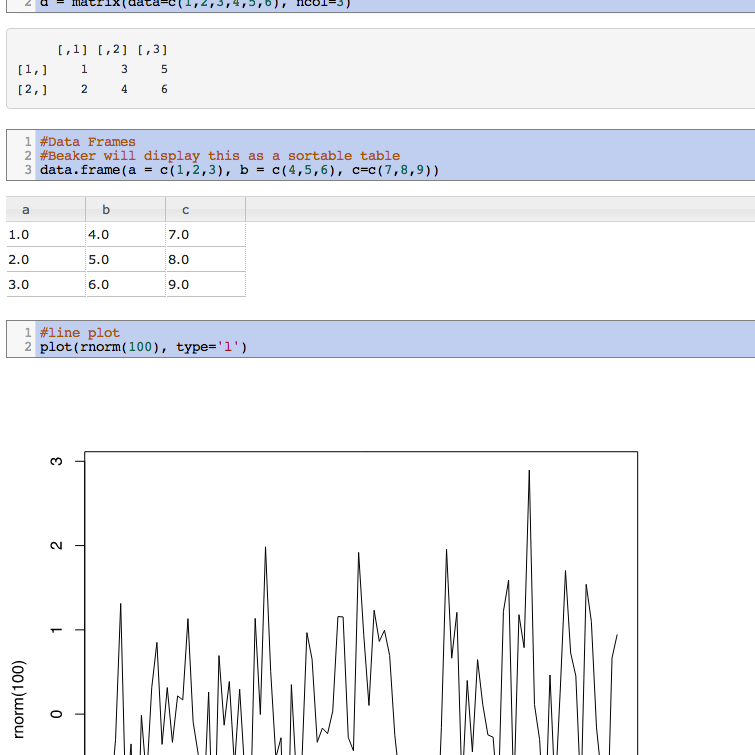 2 d = matrix(data=c(1,2,3,4,5,6), ncol=3)
[,1] [,2] [,3]
[1,] 1 3 5
[2,] 2 4 6
1 #Data Frames
2 #Beaker will display this as a sortable table
3 data.frame(a = c(1,2,3), b = c(4,5,6), c=c(7,8,9))
a b c
1.0 4.0 7.0
2.0 5.0 8.0
3.0 6.0 9.0
1 #line plot
2 plot(rnorm(100), type='l')
3
2
1
0
rnorm(100)